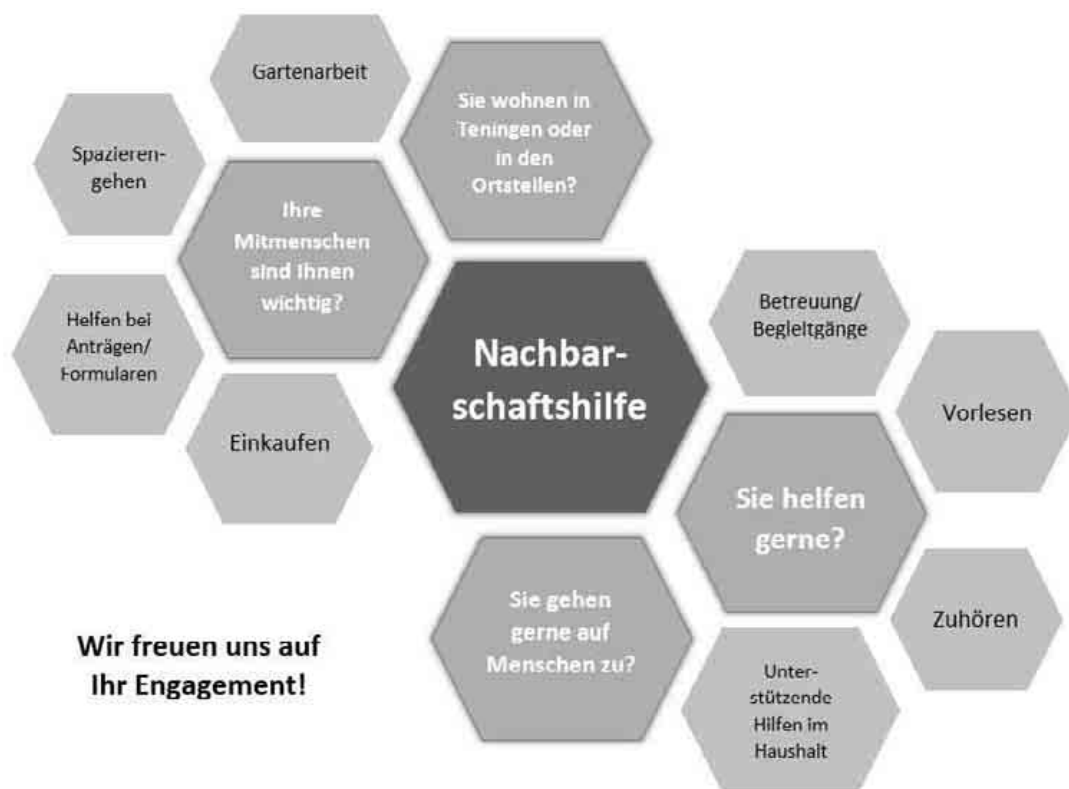 Gartenarbeit
Sie wohnen in
Teningen oder
in den
Ortsteilen?
Spazieren-
gehen
Ihre
Mitmenschen
sind Ihnen
wichtig?
Helfen bei
Anträgen/
Formularen
Einkaufen
Nachbar-
schaftshilfe
Betreuung/
Begleitgänge
Vorlesen
Sie helfen
gerne?
Sie gehen
gerne auf
Menschen zu?
Zuhören
Unter-
stützende
Hilfen im
Haushalt
Wir freuen uns auf
Ihr Engagement!